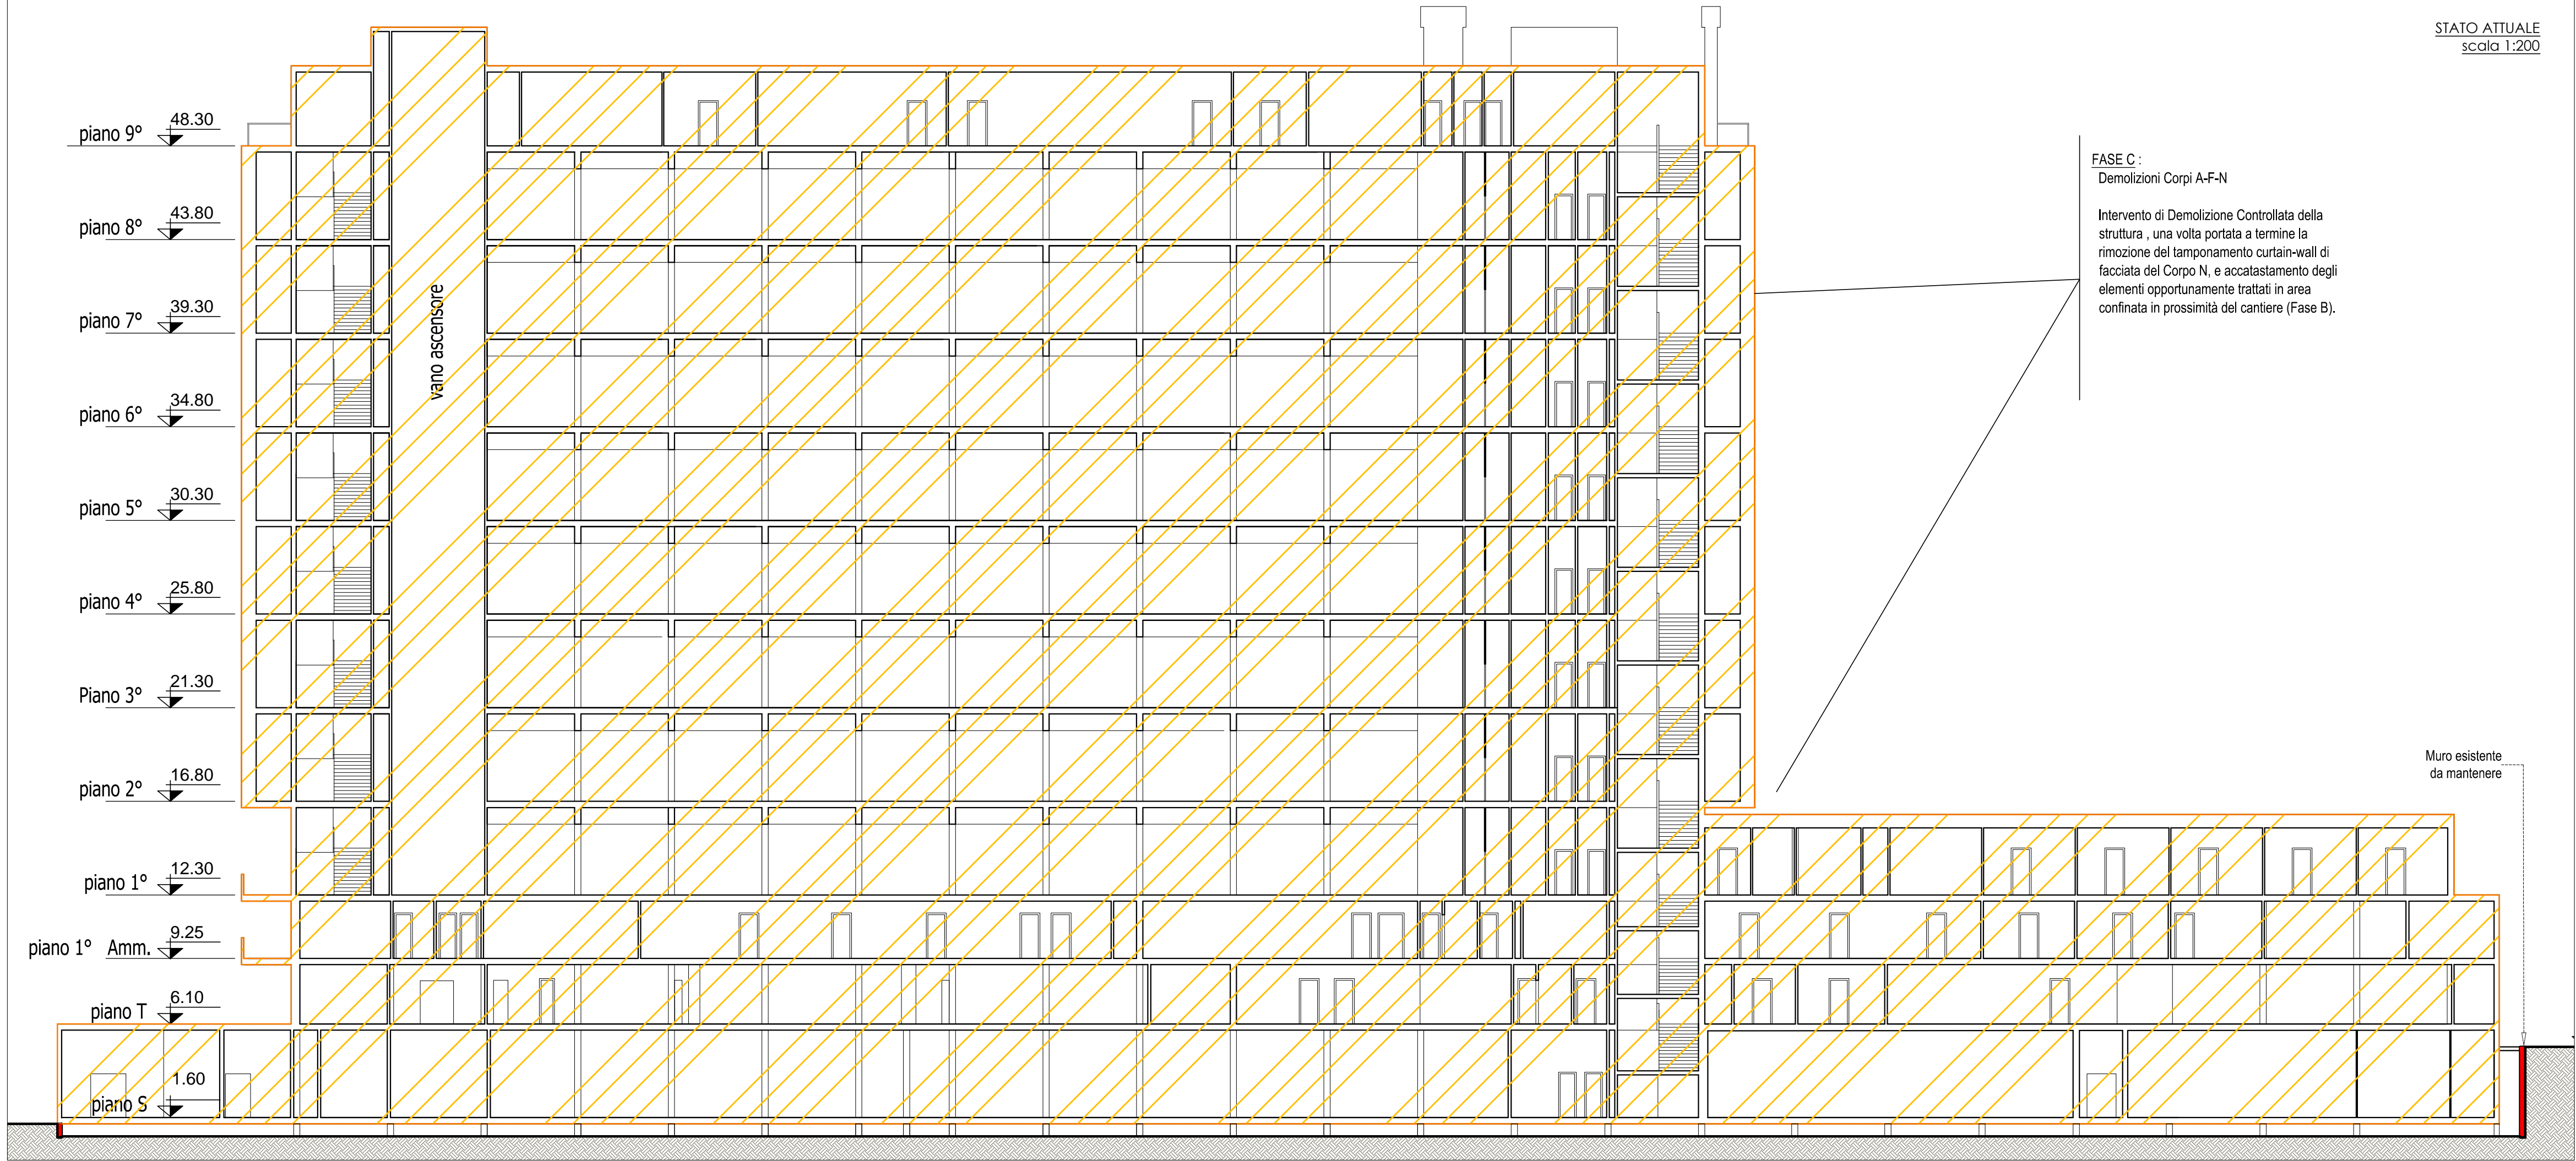 STATO ATTUALE
scala 1:200
piano 9° 48.30
piano 8° 43.80
piano 7° 39.30
piano 6° 34.80
piano 5° 30.30
piano 4° 25.80
Piano 3° 21.30
piano 2° 16.80
piano 1° 12.30
piano 1° Amm. 9.25
piano T 6.10
piano S 1.60
vano ascensore
FASE C :
Demolizioni Corpi A-F-N
Intervento di Demolizione Controllata della
struttura , una volta portata a termine la
rimozione del tamponamento curtain-wall di
facciata del Corpo N, e accatastamento degli
elementi opportunamente trattati in area
confinata in prossimità del cantiere (Fase B).
Muro esistente
da mantenere